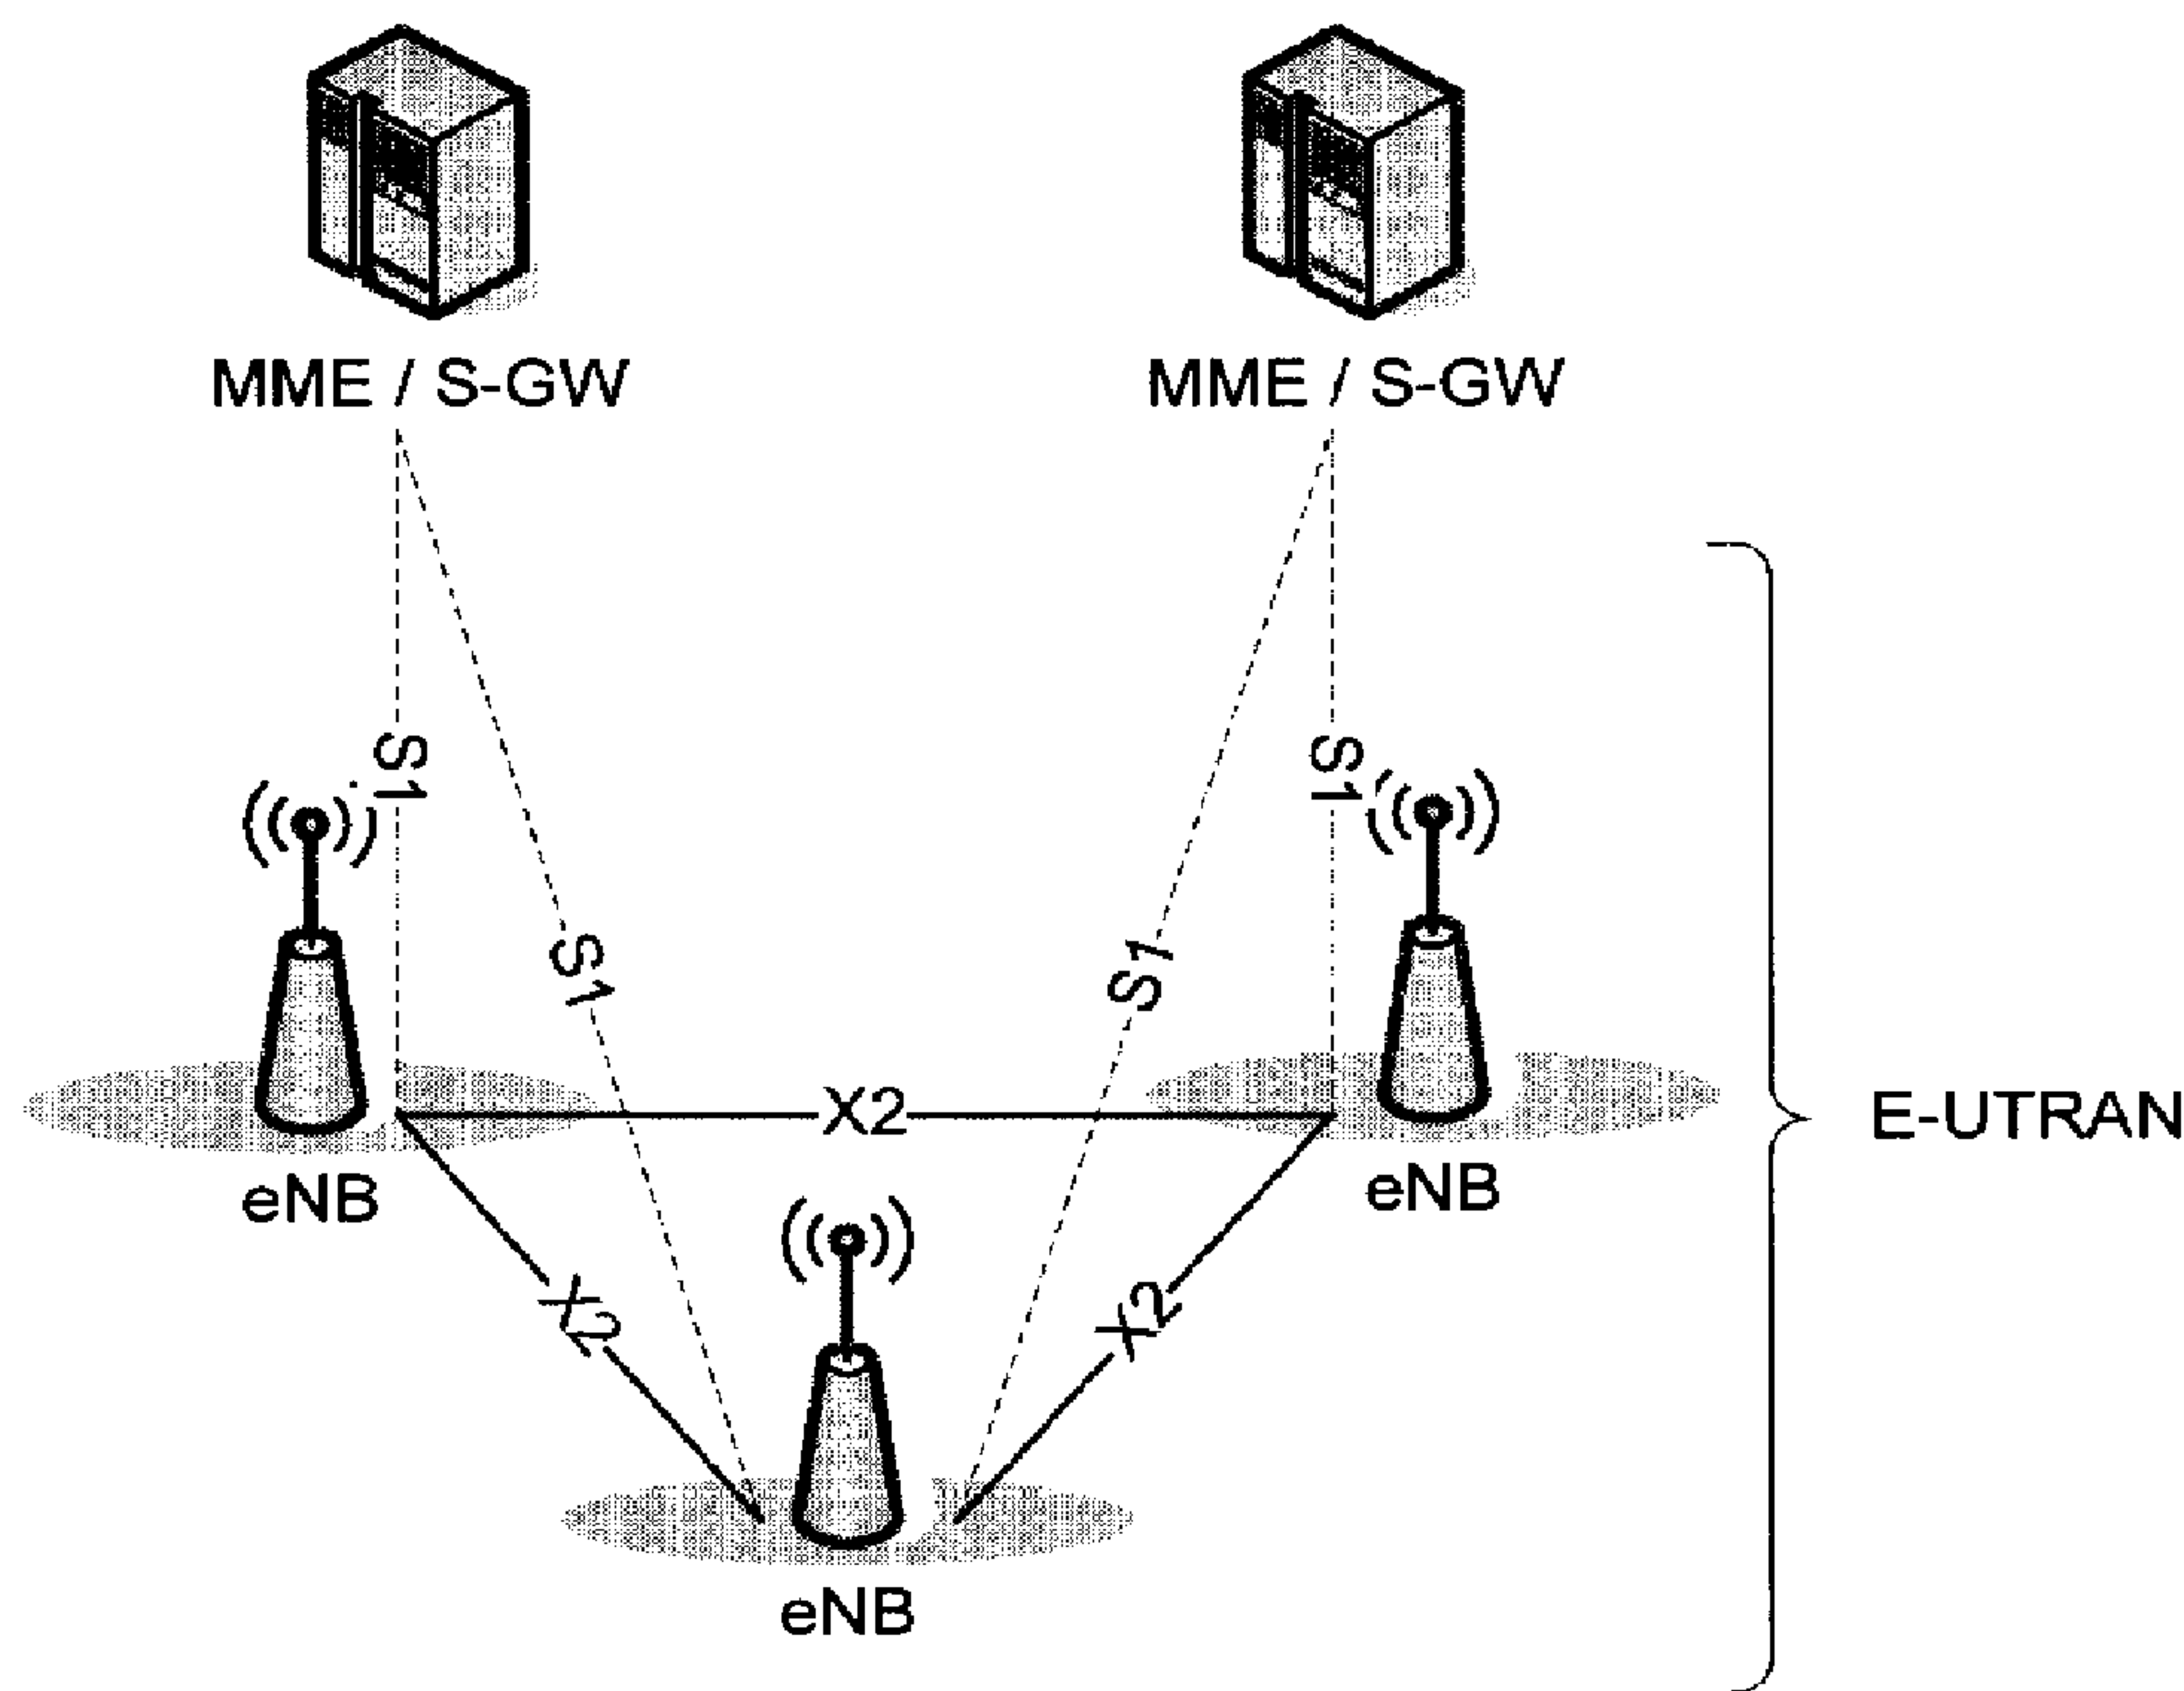 MME / S-GW
MME / S-GW
S1
S1
S1
S1
X2
E-UTRAN
eNB
eNB
X2
X2
eNB